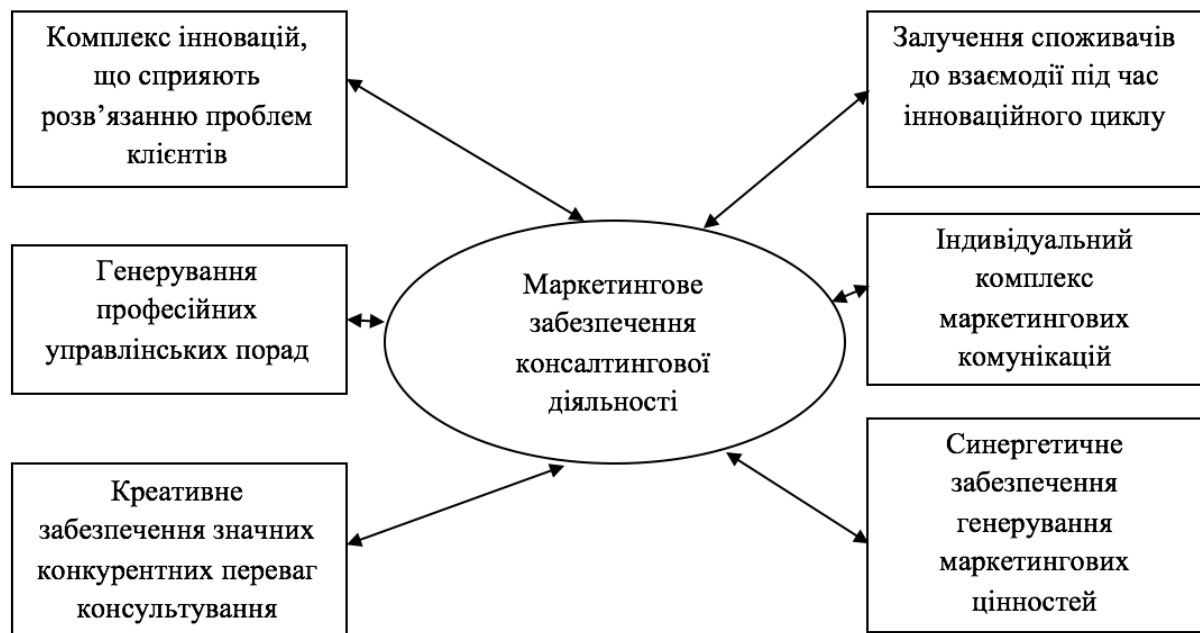 Комплекс інновацій,
що сприяють
розв’язанню проблем
клієнтів
Залучення споживачів
до взаємодії під час
інноваційного циклу
Генерування
професійних
управлінських порад
Маркетингове
забезпечення
консалтингової
діяльності
Індивідуальний
комплекс
маркетингових
комунікацій
Креативне
забезпечення значних
конкурентних переваг
консультування
Синергетичне
забезпечення
генерування
маркетингових
цінностей